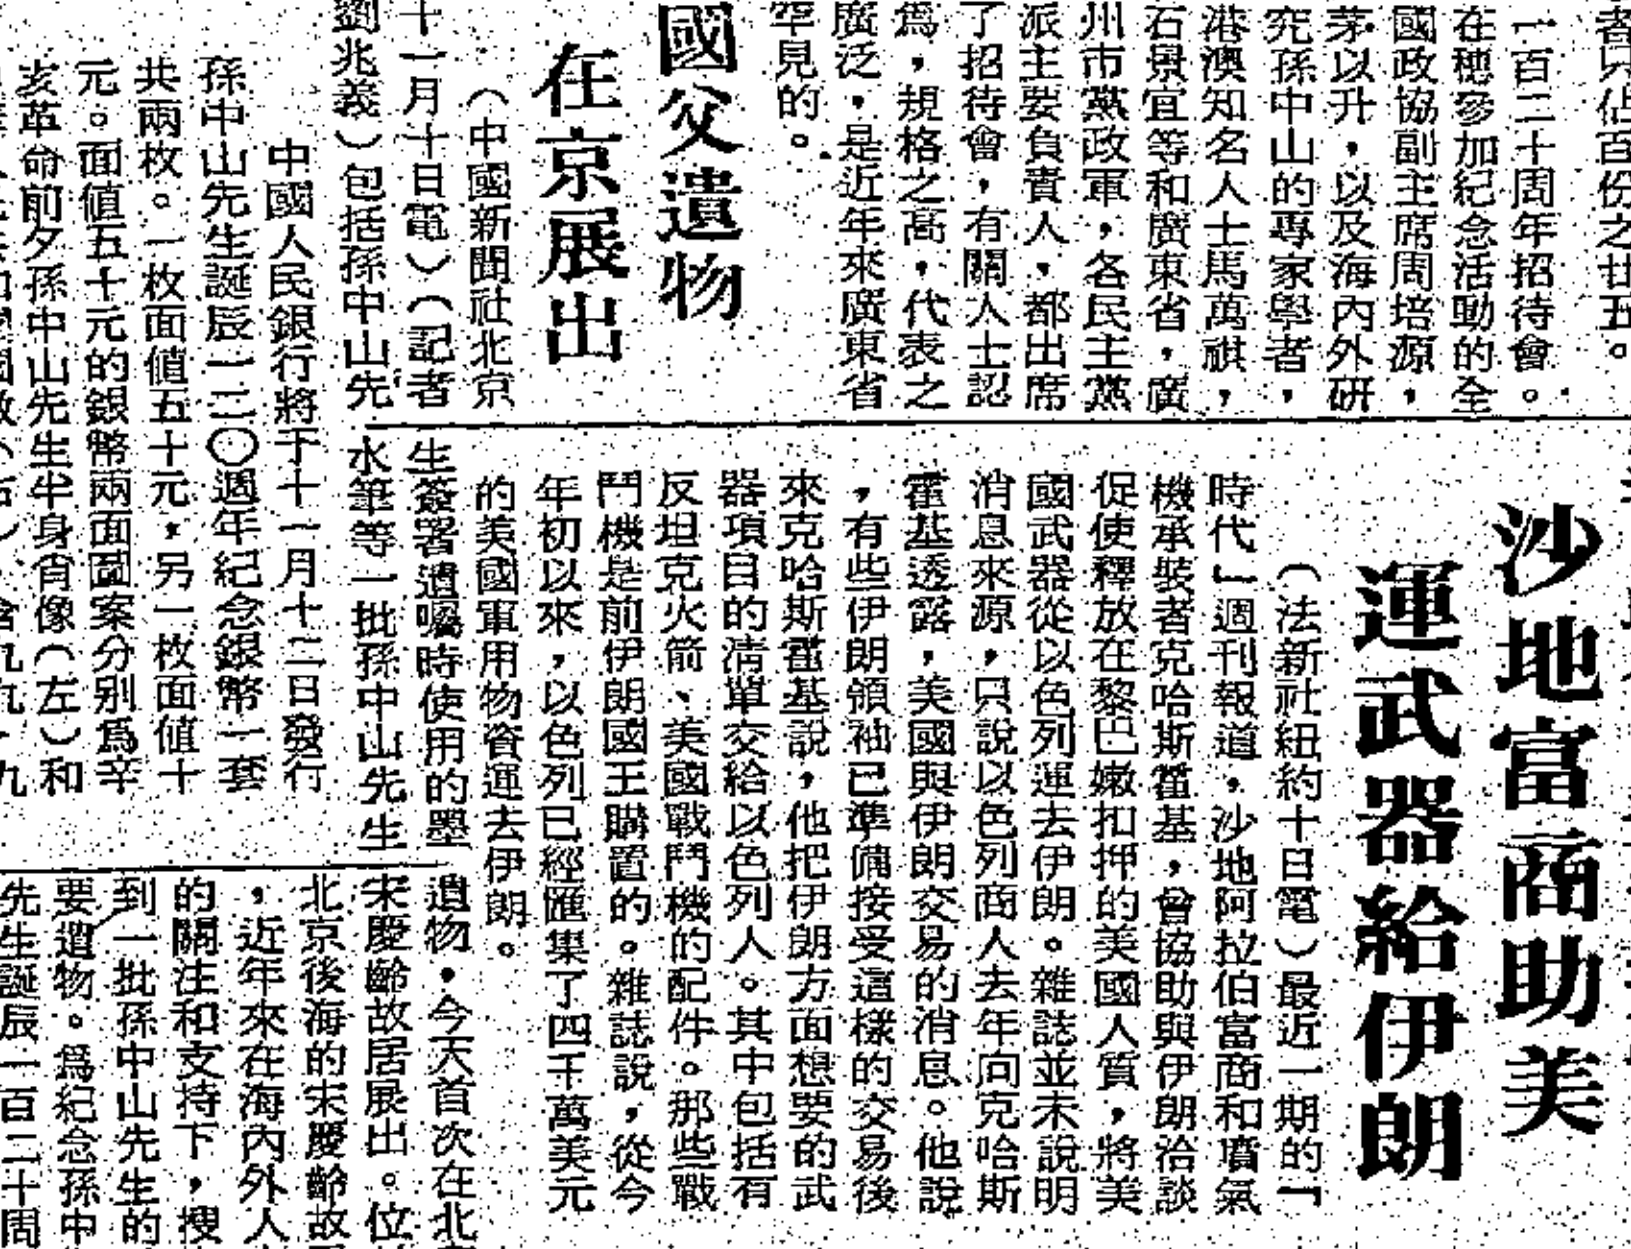 者只佔百份之廿五。
一百二十周年招待會。
在穗參加紀念活動的全
國政協副主席周培源，
茅以升，以及海內外研
究孫中山的專家學者，
港澳知名人士馬萬祺，
石景宜等和廣東省，廣
州市黨政軍，各民主黨
派主要負責人，都出席
了招待會，有關人士認
爲，規格之高，代表之
廣泛，是近年來廣東省
罕見的。
國父遺物
在京展出
（中國新聞社北京
十一月十日電）（記者
劉兆義）包括孫中山先
生簽署遺囑時使用的墨
水筆等一批孫中山先生
遺物，今天首次在北
宋慶齡故居展出。位
北京後海的宋慶齡故
，近年來在海內外人
的關注和支持下，搜
到一批孫中山先生的
要遺物。爲紀念孫中
先生誕辰一百二十周
中國人民銀行將于十一月十二日發行
孫中山先生誕辰一二〇週年紀念銀幣一套
共兩枚。一枚面值五十元，另一枚面值十
元。面值五十元的銀幣兩面圖案分别爲辛
亥革命前夕孫中山先生半身肖像（左）和
沙地富商助美
運武器給伊朗
（法新社紐約十日電）最近一期的『
時代』週刊報道，沙地阿拉伯富商和墳氣
機承裝者克哈斯霍基，曾協助與伊朗洽談
促使釋放在黎巴嫩扣押的美國人質，將美
國武器從以色列運去伊朗。雜誌並未說明
消息來源，只說以色列商人去年向克哈斯
霍基透露，美國與伊朗交易的消息。他說
，有些伊朗領袖已準備接受這樣的交易後
來克哈斯霍基說，他把伊朗方面想要的武
器項目的清單交給以色列人。其中包括有
反坦克火箭、美國戰鬥機的配件。那些戰
鬥機是前伊朗國王購置的。雜誌說，從今
年初以來，以色列已經匯集了四千萬美元
的美國軍用物資運去伊朗。